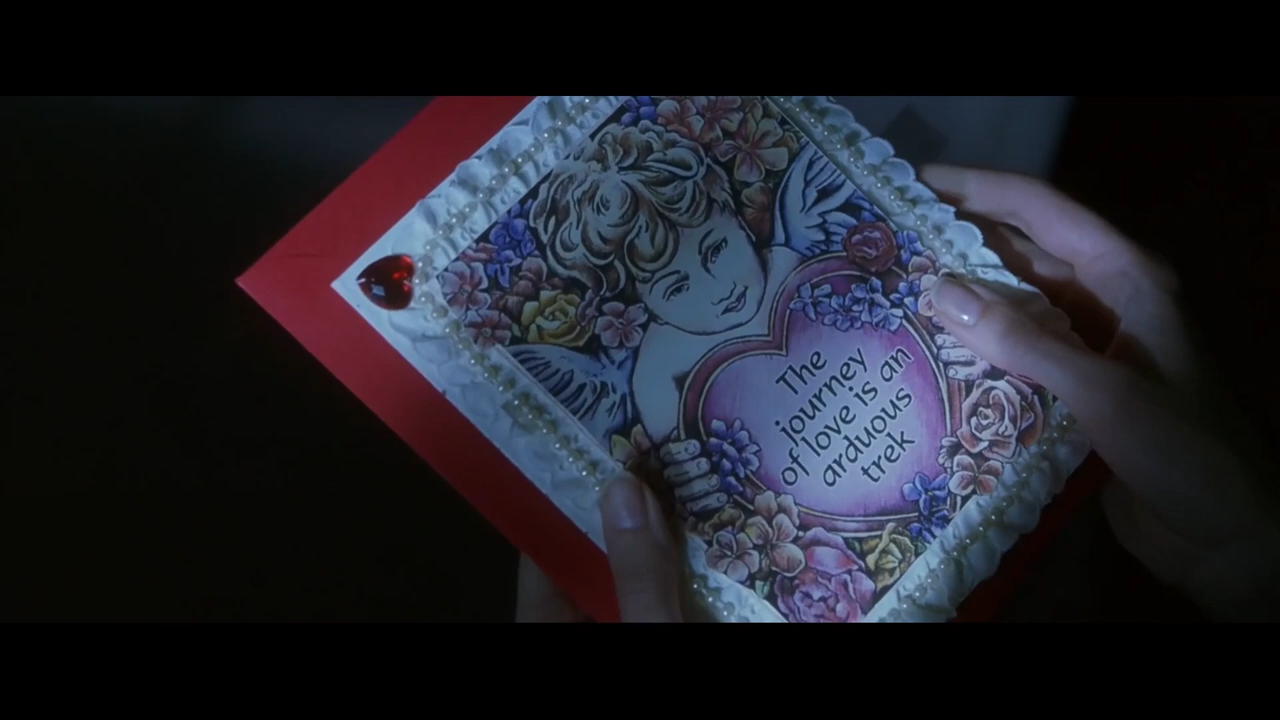 The
journey
of love is an
arduous
trek